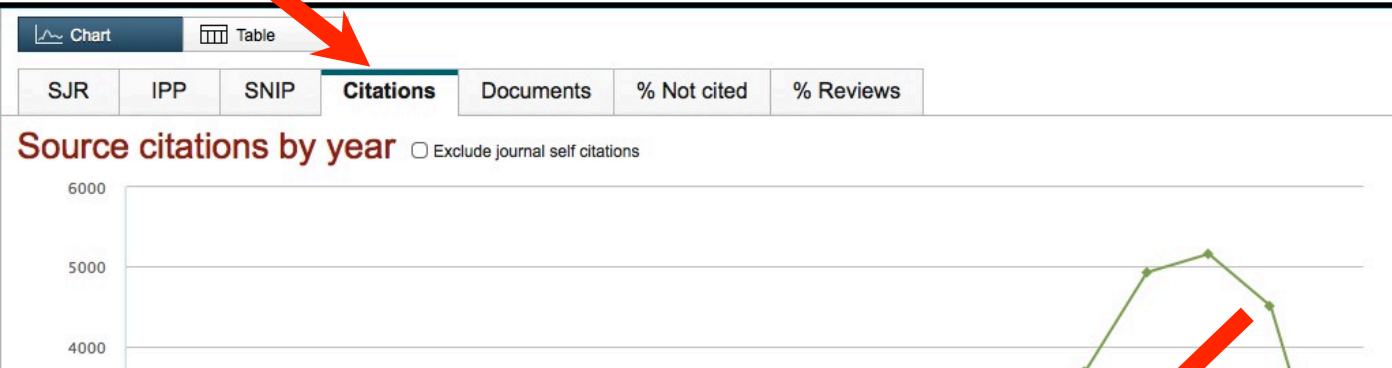 Chart Table
SJR IPP SNIP Citations Documents % Not cited % Reviews
Source citations by year Exclude journal self citations
6000
5000
4000